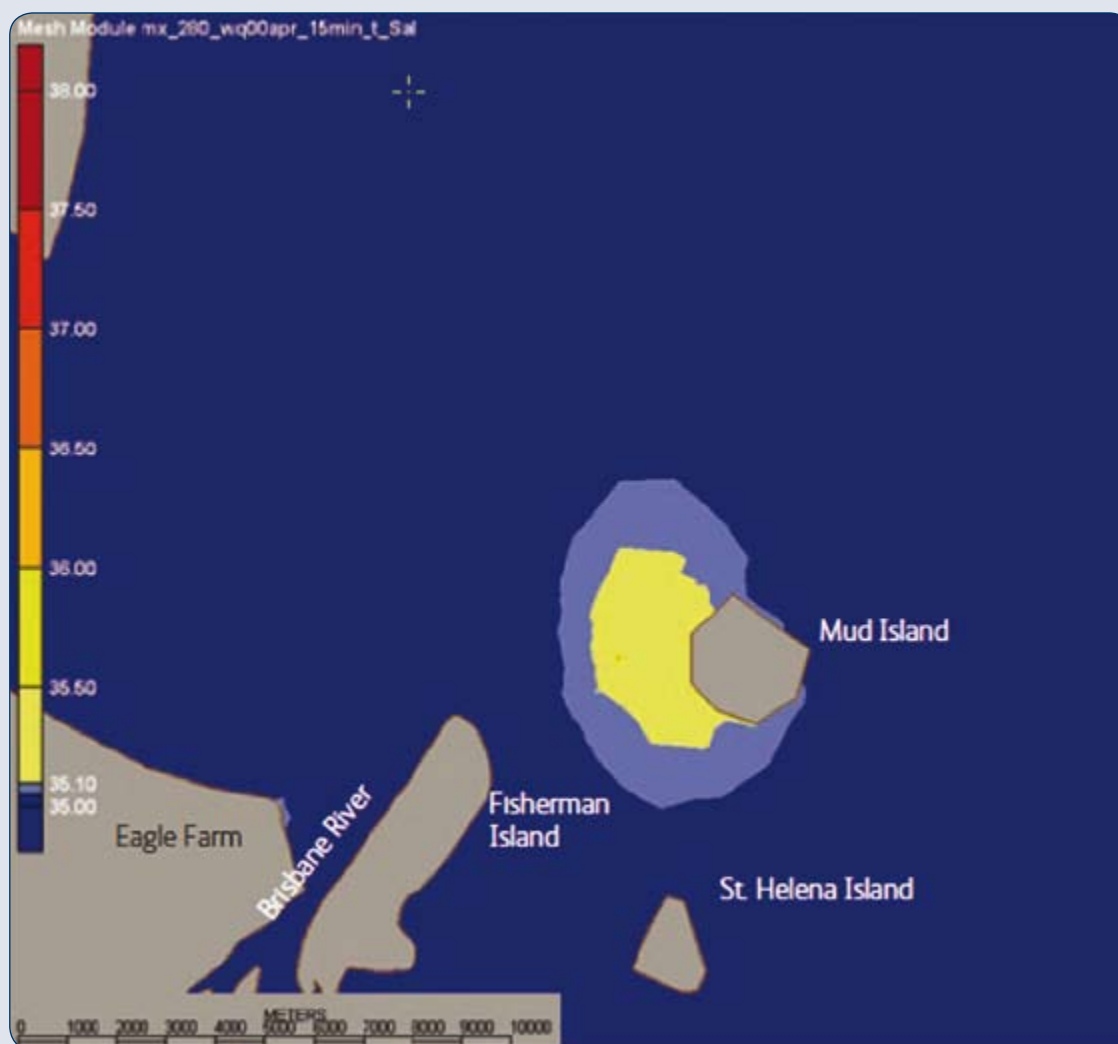 Mesh Module mx_280_wq00apr_15min_t_Sal
38.00
37.50
37.00
36.50
36.00
35.50
35.10
35.00
Mud Island
Fisherman
Island
Brisbane River
Eagle Farm
St. Helena Island
METERS
0 1000 2000 3000 4000 5000 6000 7000 8000 9000 10000